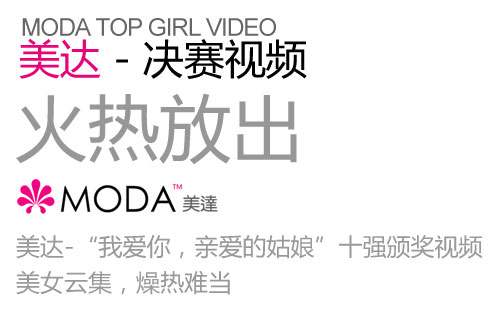 MODA TOP GIRL VIDEO
美达 - 决赛视频
火热放出
MODA™ 美達
美达-“我爱你，亲爱的姑娘”十强颁奖视频
美女云集，燥热难当